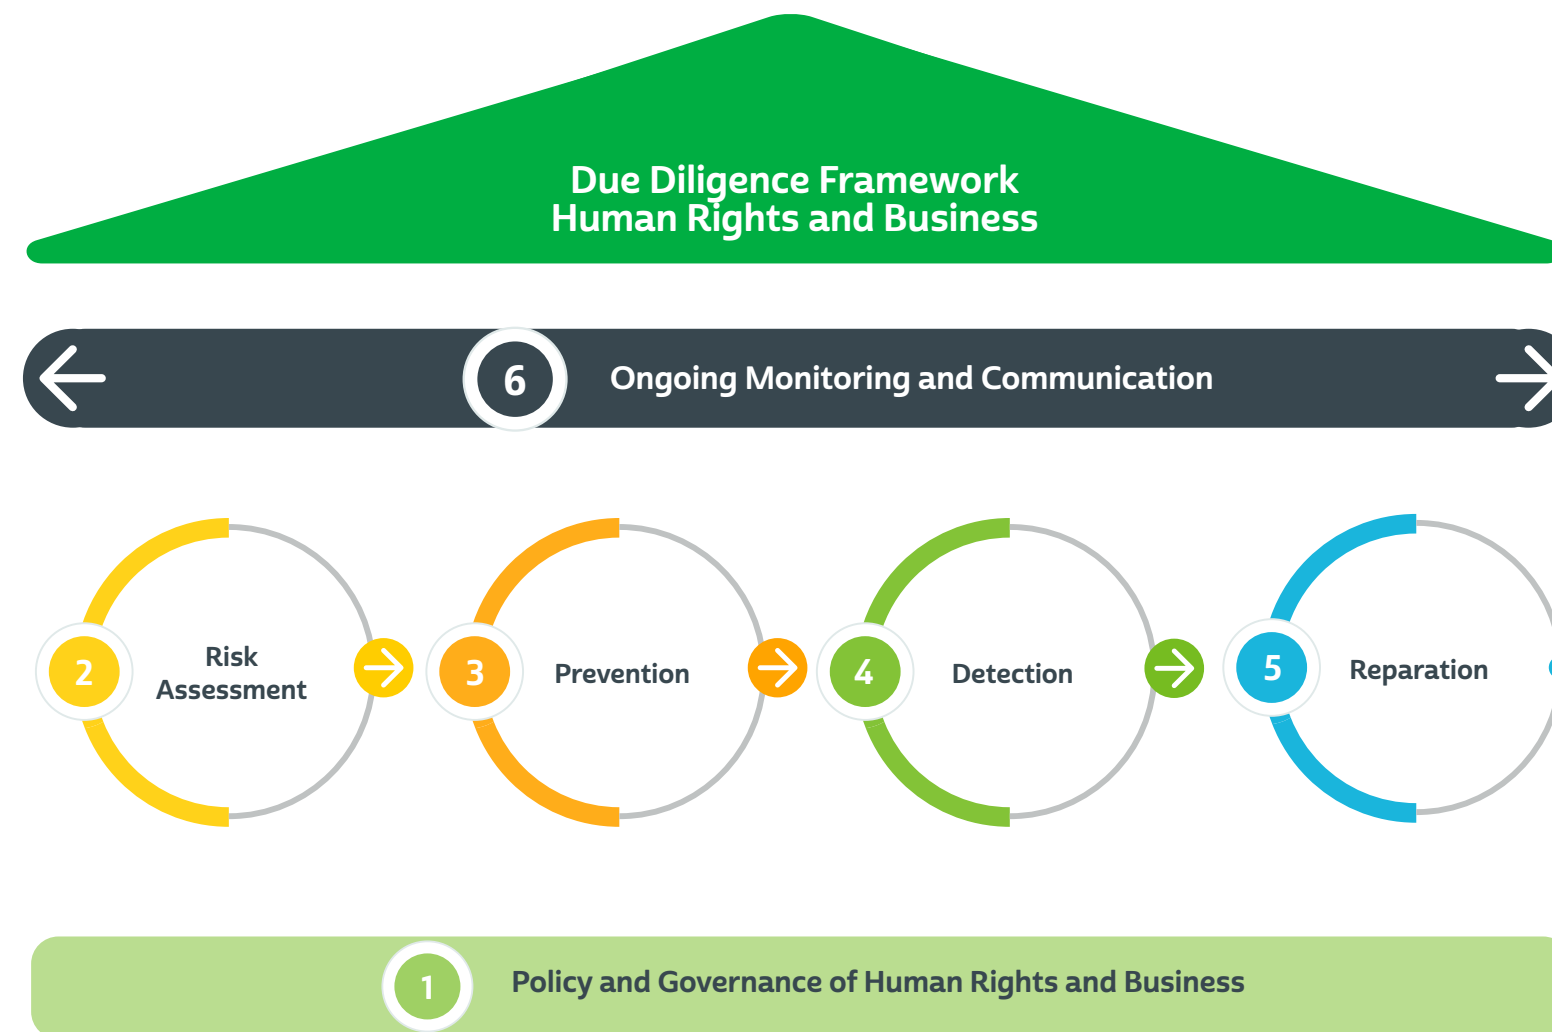 Due Diligence Framework
Human Rights and Business
6
Ongoing Monitoring and Communication
2
Risk
Assessment
3
Prevention
4
Detection
5
Reparation
1
Policy and Governance of Human Rights and Business